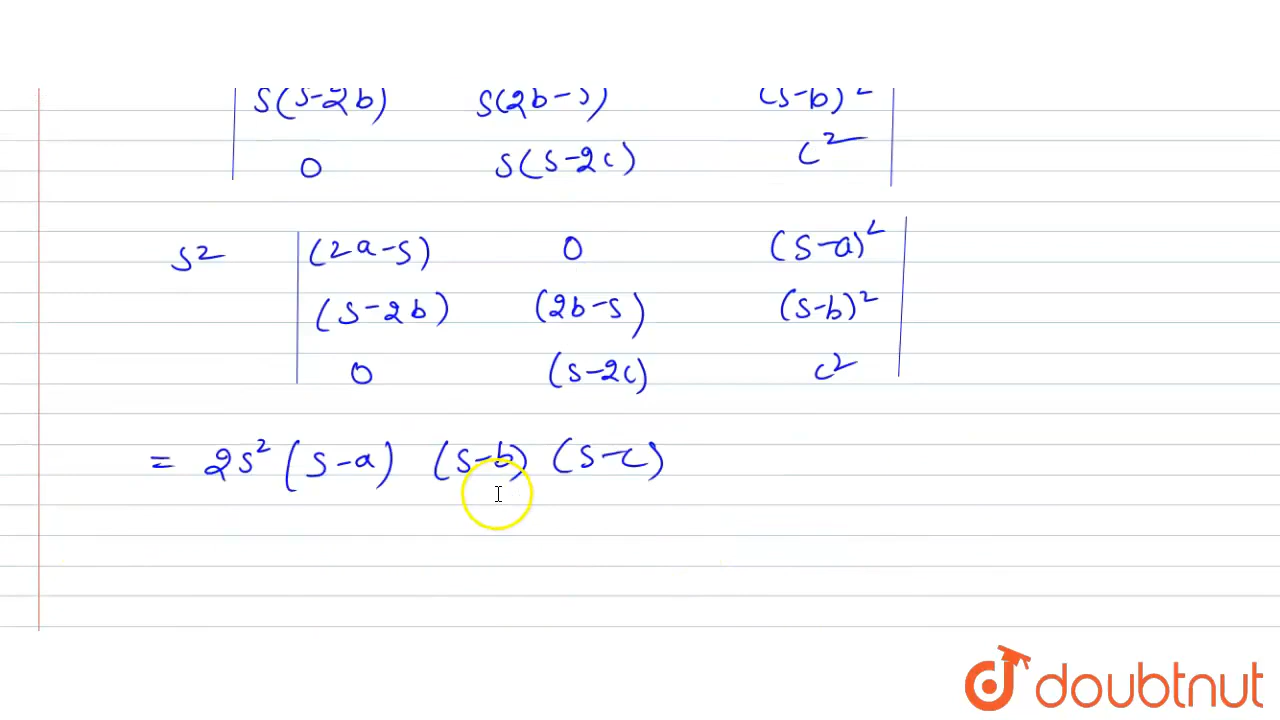 s(s-2b) s(2b-s) (s-b)²
0 s(s-2c) c²
s² (2a-s) 0 (s-a)²
(s-2b) (2b-s) (s-b)²
0 (s-2c) c²
= 2s² (s-a) (s-b) (s-c)
doubtnut